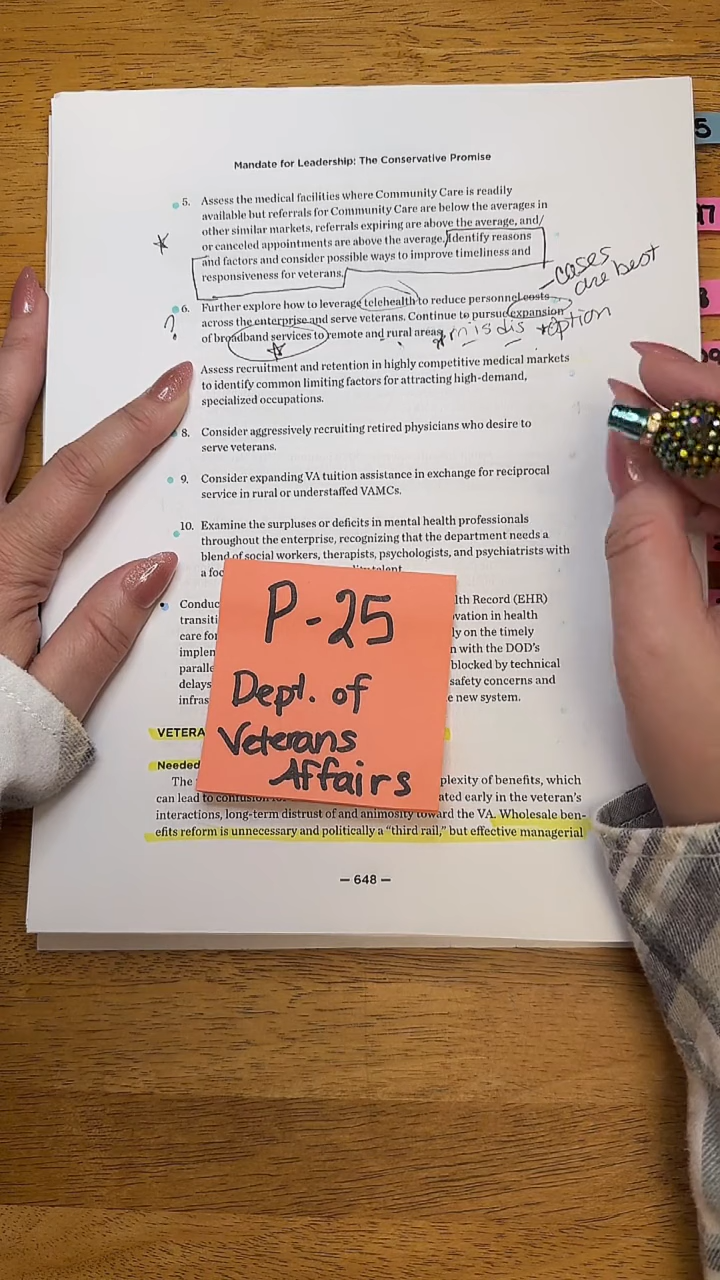 Mandate for Leadership: The Conservative Promise
5. Assess the medical facilities where Community Care is readily
available but referrals for Community Care are below the averages in
other similar markets, referrals expiring are above the average, and/
or canceled appointments are above the average. Identify reasons
and factors and consider possible ways to improve timeliness and
responsiveness for veterans.
- cases
are best
6. Further explore how to leverage telehealth to reduce personnel costs
? across the enterprise and serve veterans. Continue to pursue expansion
of broadband services to remote and rural areas.
option
Assess recruitment and retention in highly competitive medical markets
to identify common limiting factors for attracting high-demand,
specialized occupations.
8. Consider aggressively recruiting retired physicians who desire to
serve veterans.
9. Consider expanding VA tuition assistance in exchange for reciprocal
service in rural or understaffed VAMCs.
10. Examine the surpluses or deficits in mental health professionals
throughout the enterprise, recognizing that the department needs a
blend of social workers, therapists, psychologists, and psychiatrists with
a foc
• Conduc lth Record (EHR)
transiti vation in health
care for ly on the timely
implen n with the DOD's
paralle blocked by technical
delays safety concerns and
infras e new system.
P-25
Dept. of
Veterans
Affairs
VETERA
Needed
The plexity of benefits, which
can lead to ated early in the veteran's
interactions, long-term distrust of and animosity toward the VA. Wholesale ben-
efits reform is unnecessary and politically a "third rail," but effective managerial
— 648 —
5